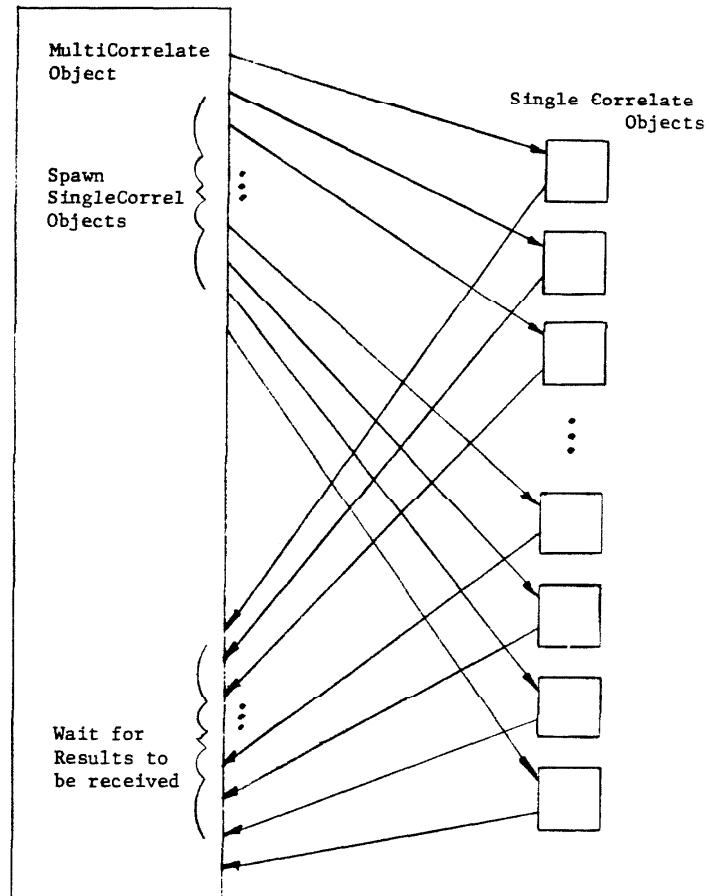 MultiCorrelate
Object
Single Correlate
Objects
Spawn
SingleCorrel
Objects
Wait for
Results to
be received